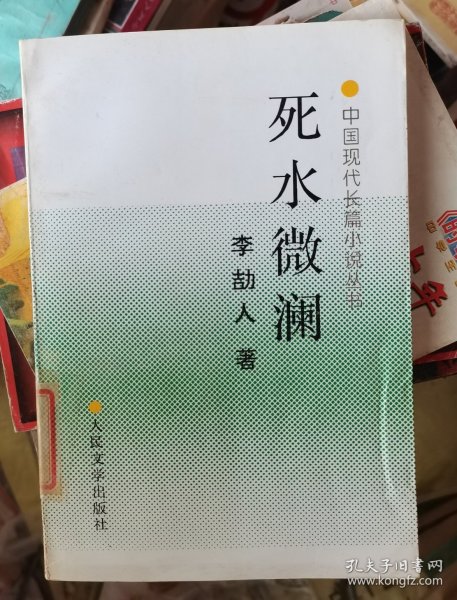 中国现代长篇小说丛书
死水微澜
李劼人 著
人民文学出版社
孔夫子旧书网
www.kongfz.com